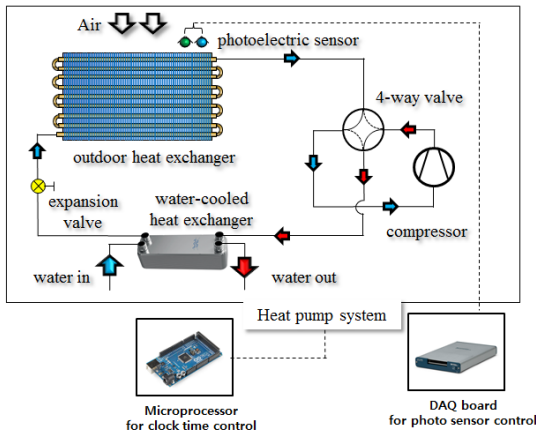 Air
photoelectric sensor
4-way valve
outdoor heat exchanger
water-cooled
heat exchanger
expansion
valve
compressor
water in
water out
Heat pump system
Microprocessor
for clock time control
DAQ board
for photo sensor control